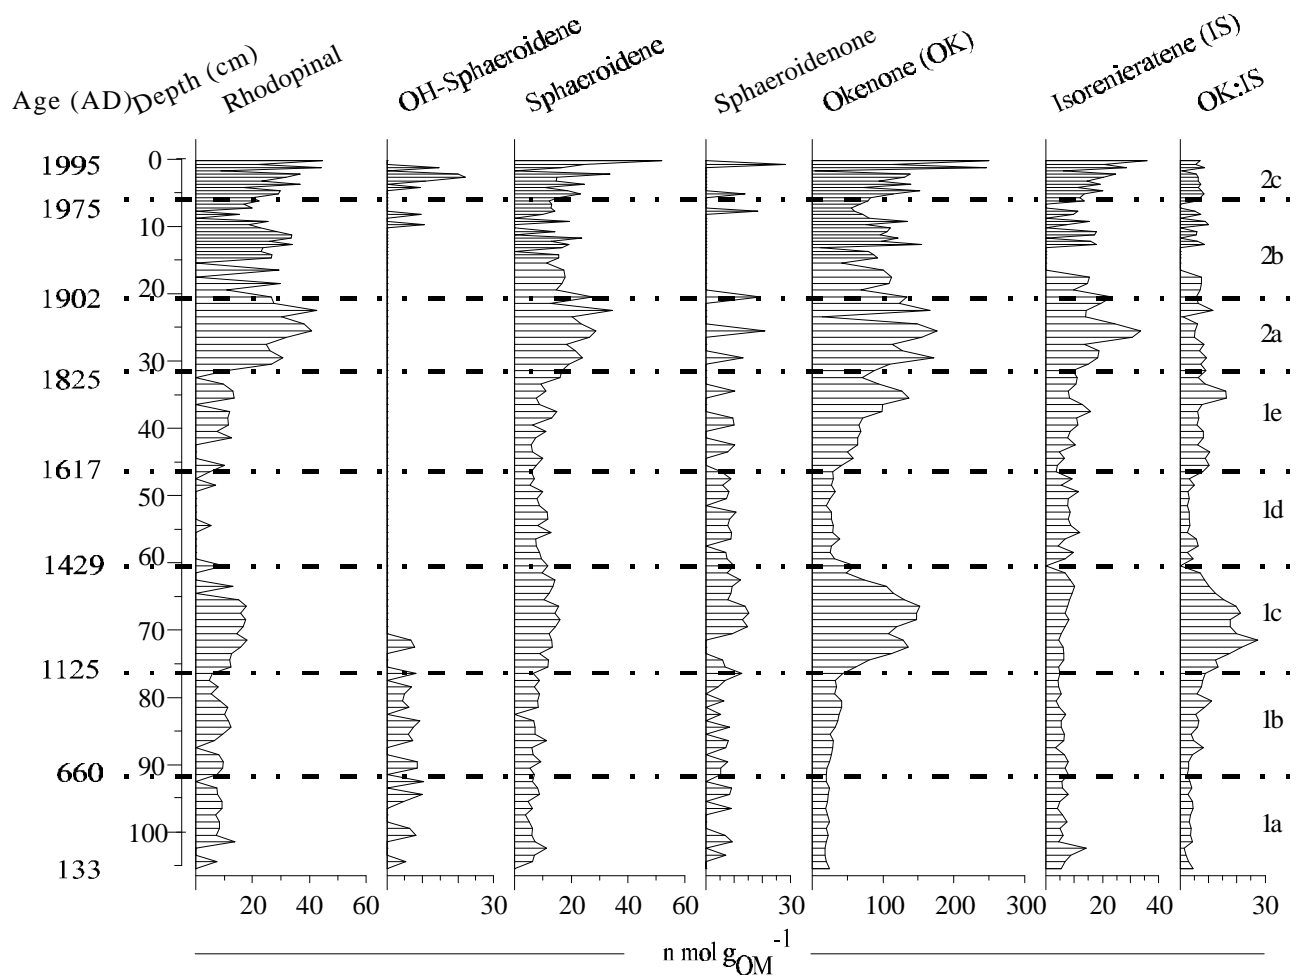 Age (AD) Depth (cm) Rhodopinal OH-Sphaeroidene Sphaeroidene Sphaeroidenone Okenone (OK) Isorenieratene (IS) OK:IS
1995 0
2c
1975
10
2b
20
1902
2a
30
1825
1e
40
1617
50
1d
60
1429
1c
70
1125
80
1b
90
660
100
1a
133
20 40 60 30 20 40 60 30 100 200 300 20 40 30
n mol g OM -1